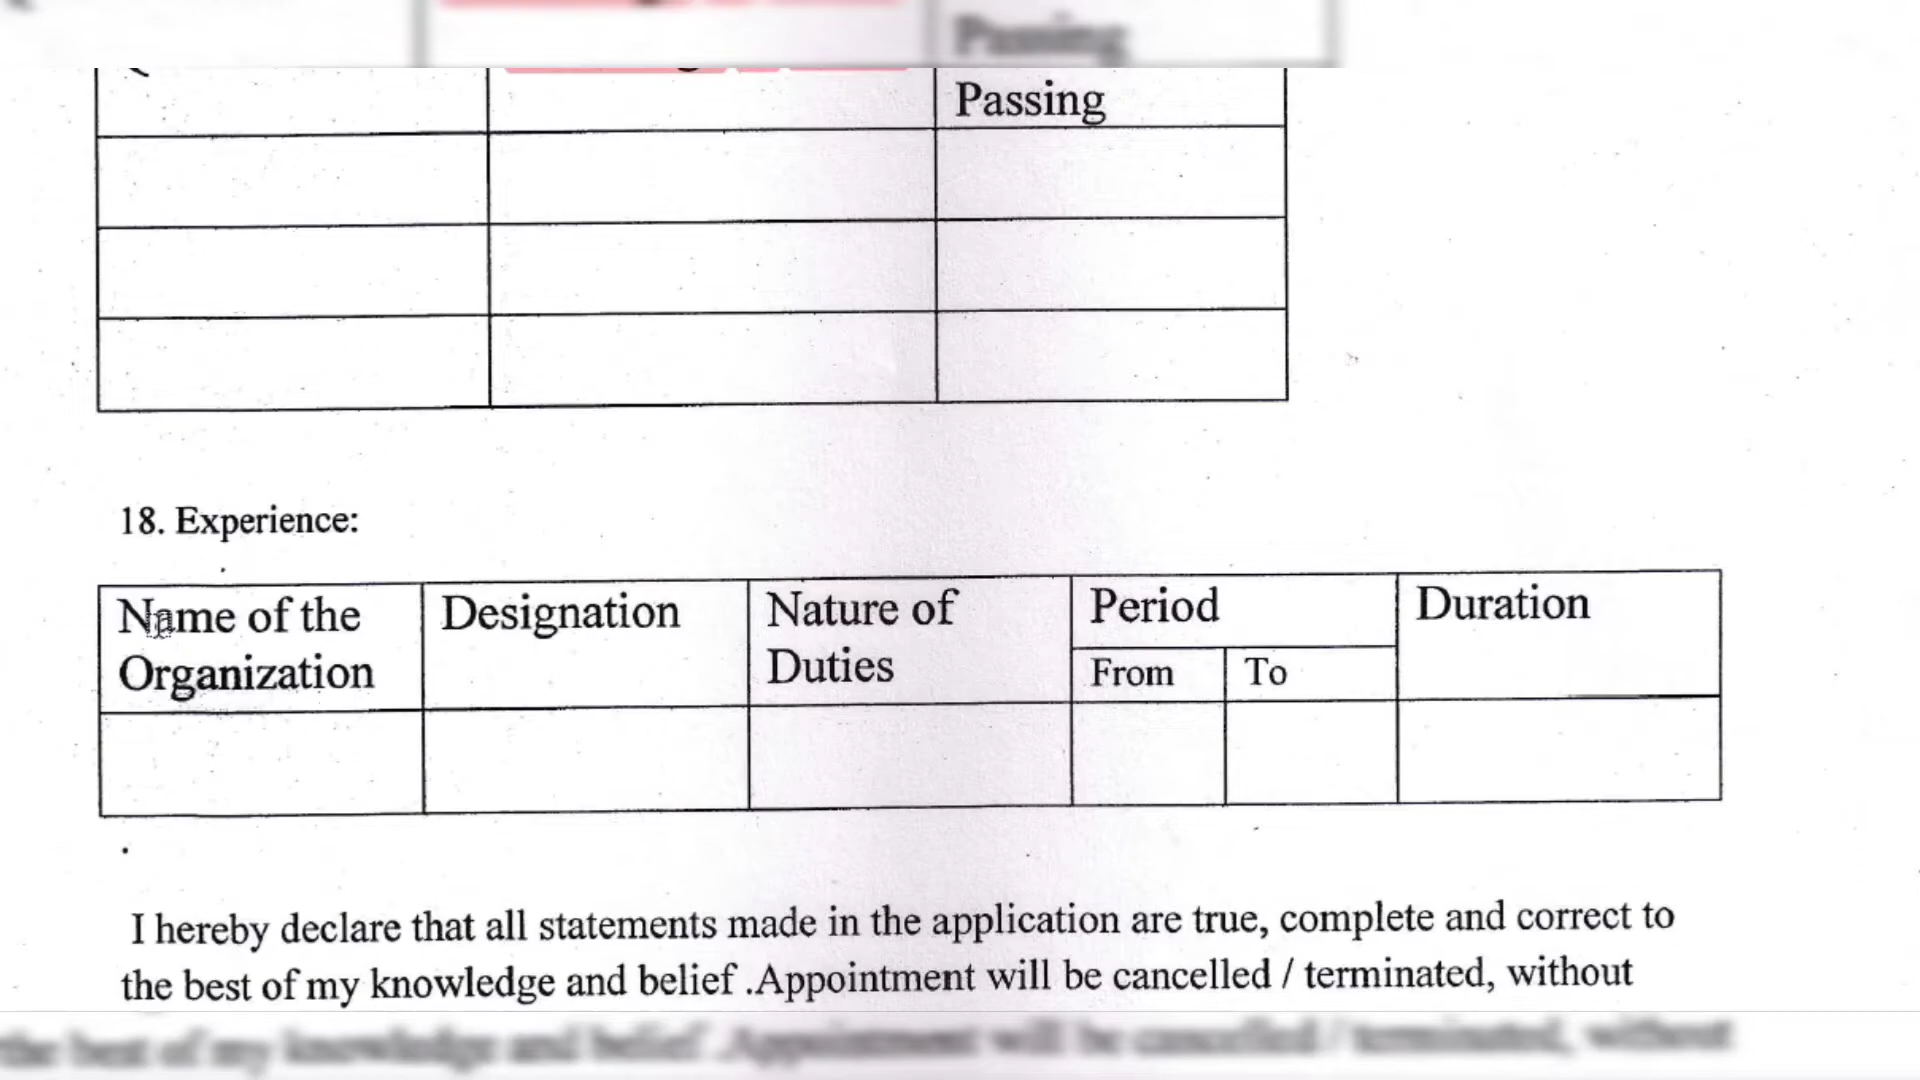 Passing
18. Experience:
Name of the Organization Designation Nature of Duties Period Duration
From To
I hereby declare that all statements made in the application are true, complete and correct to
the best of my knowledge and belief .Appointment will be cancelled / terminated, without